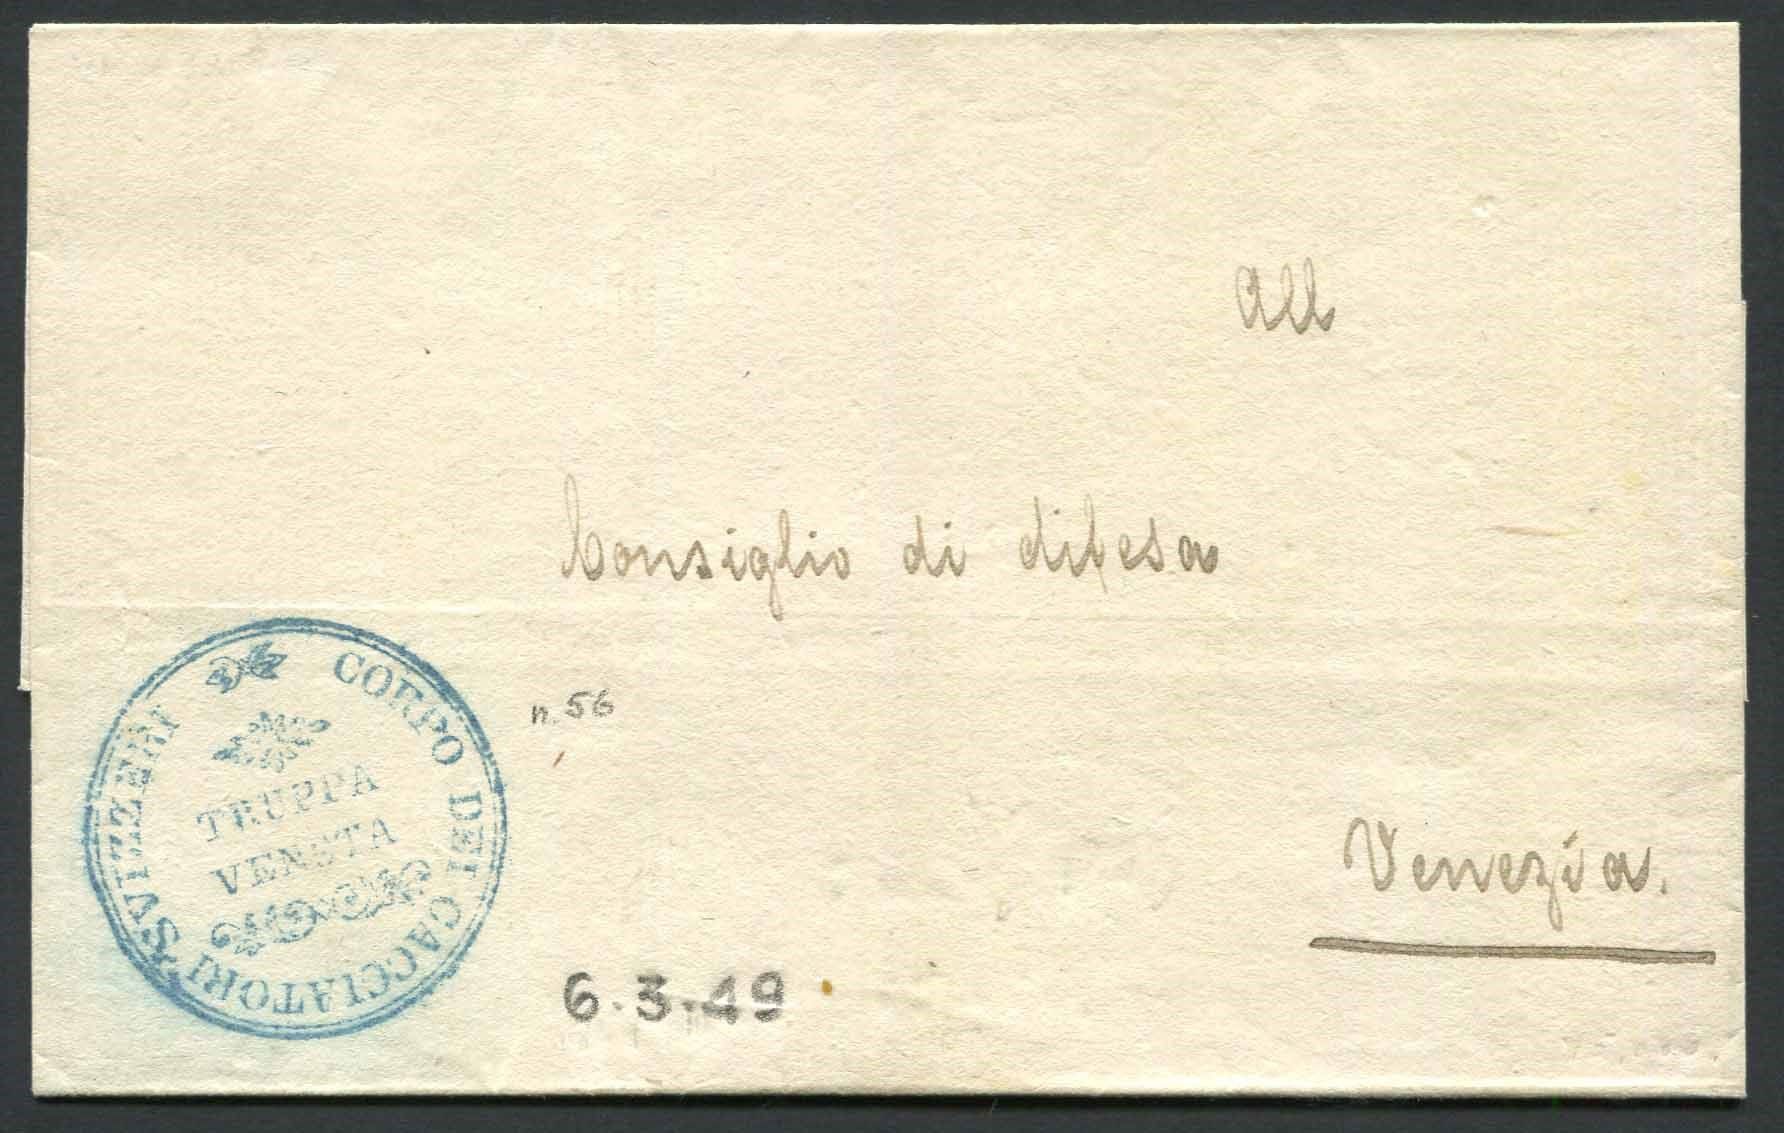 All
Consiglio di difesa
CORPO DEI CACCIATORI SVIZZERI
TRUPPA
VENETA
n. 56
Venezia.
6.3.49